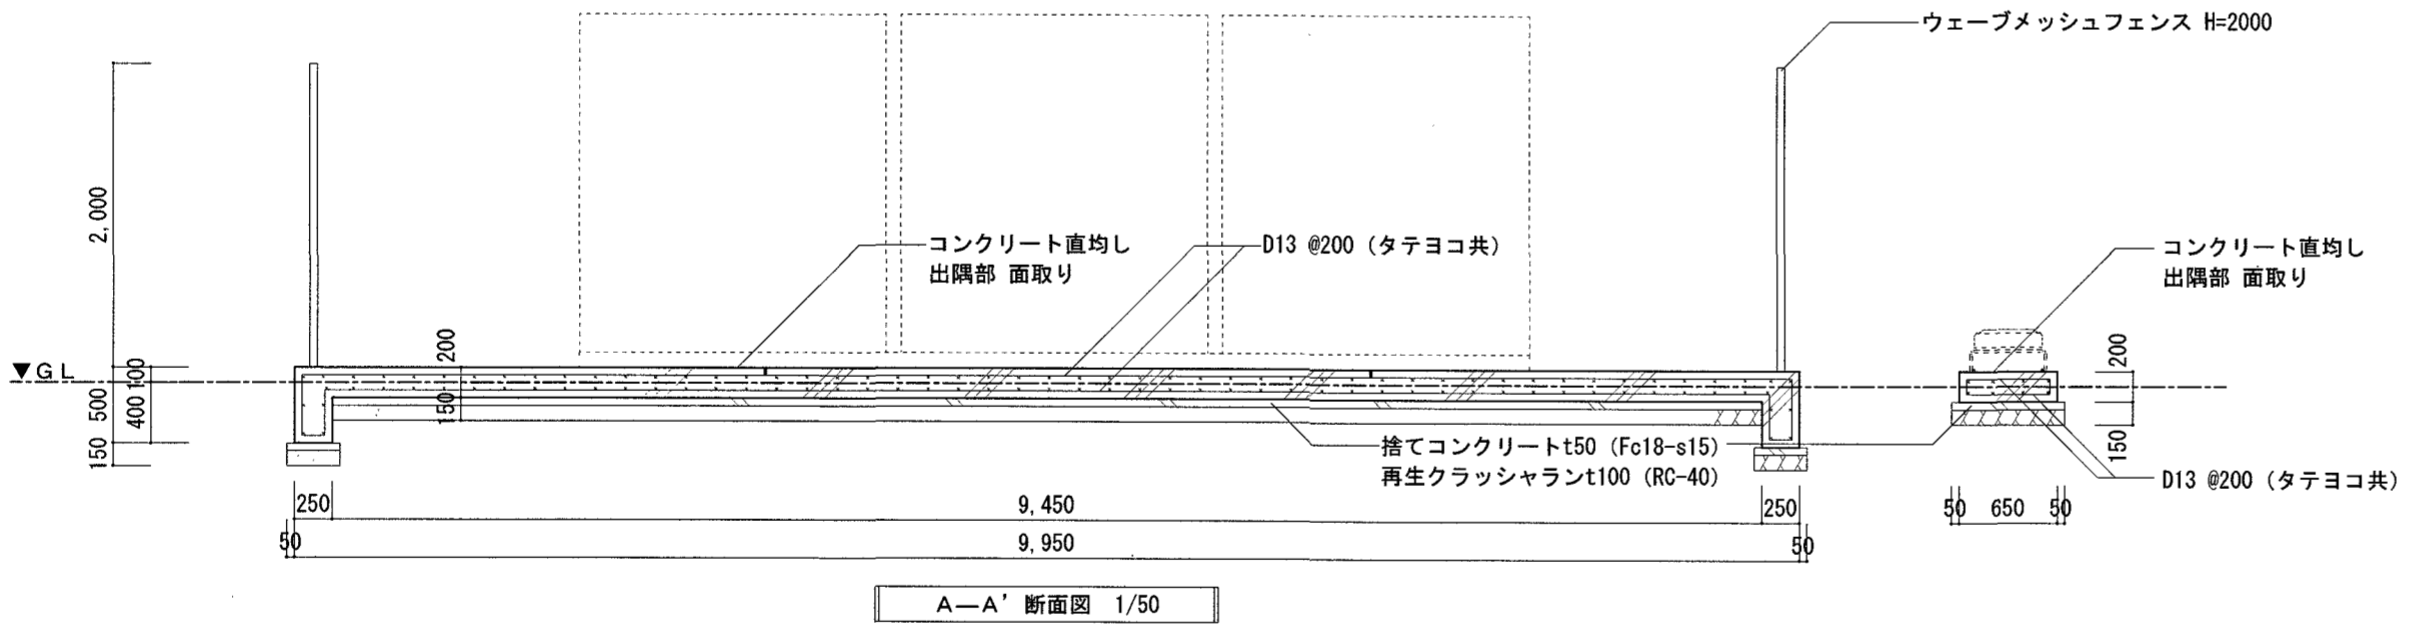 ウェーブメッシュフェンス H=2000
2,000
コンクリート直均し
出隅部 面取り
D13 @200 (タテヨコ共)
コンクリート直均し
出隅部 面取り
▼GL
100
500
400
150
200
150
200
150
捨てコンクリートt50 (Fc18-s15)
再生クラッシャランt100 (RC-40)
D13 @200 (タテヨコ共)
250
9,450
250
50
9,950
50
50
650
50
A―A' 断面図 1/50